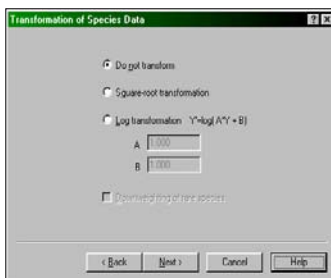 Transformation of Species Data
Do not transform
Square-root transformation
Log transformation Y'=log( A*Y + B)
A 1.000
B 1.000
Downweighting of rare species
< Back Next > Cancel Help